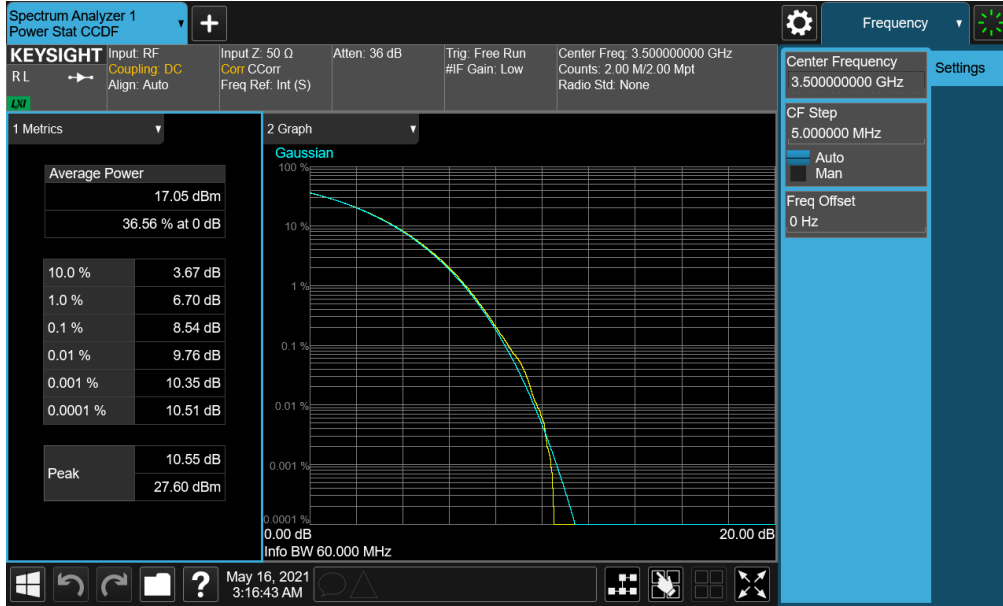 Spectrum Analyzer 1
Power Stat CCDF
Frequency
KEYSIGHT
RL
LXI
Input: RF
Coupling: DC
Align: Auto
Input Z: 50 Ω
Corr CCorr
Freq Ref: Int (S)
Atten: 36 dB
Trig: Free Run
#IF Gain: Low
Center Freq: 3.500000000 GHz
Counts: 2.00 M/2.00 Mpt
Radio Std: None
Center Frequency
3.500000000 GHz
Settings
CF Step
5.000000 MHz
Auto
Man
Freq Offset
0 Hz
1 Metrics
Average Power
17.05 dBm
36.56 % at 0 dB
10.0 % 3.67 dB
1.0 % 6.70 dB
0.1 % 8.54 dB
0.01 % 9.76 dB
0.001 % 10.35 dB
0.0001 % 10.51 dB
Peak 10.55 dB
27.60 dBm
2 Graph
Gaussian
100 %
10 %
1 %
0.1 %
0.01 %
0.001 %
0.0001 %
0.00 dB 20.00 dB
Info BW 60.000 MHz
?
May 16, 2021
3:16:43 AM